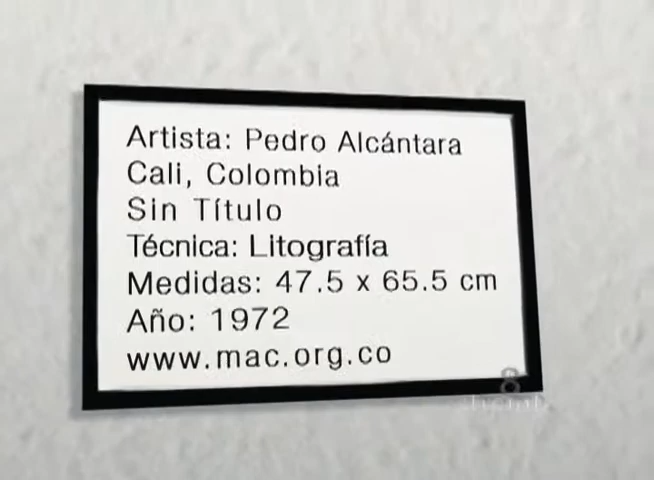 Artista: Pedro Alcántara
Cali, Colombia
Sin Título
Técnica: Litografía
Medidas: 47.5 x 65.5 cm
Año: 1972
www.mac.org.co
8